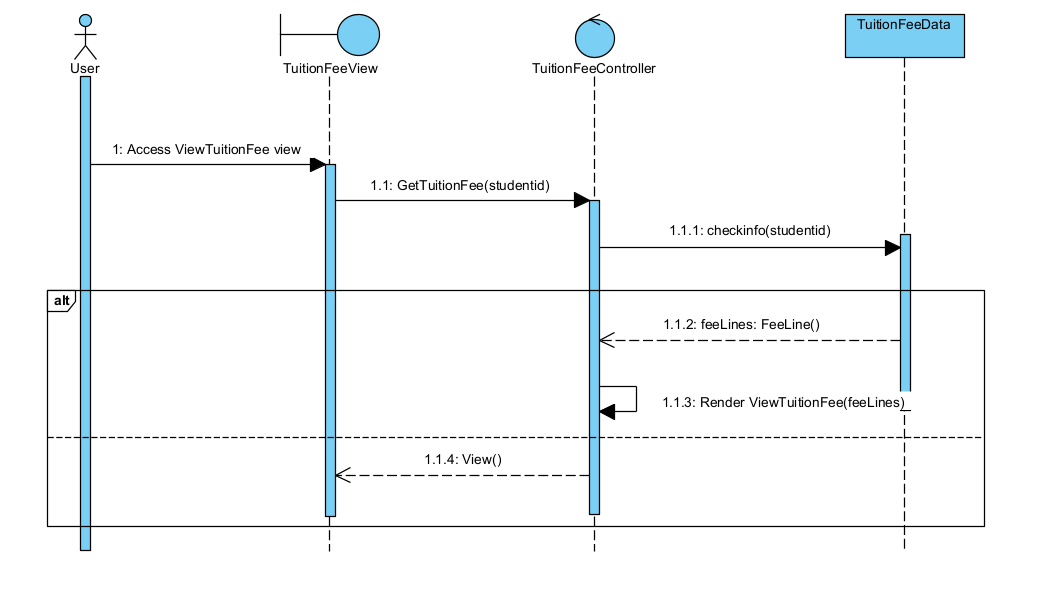 User
TuitionFeeView
TuitionFeeController
TuitionFeeData
1: Access ViewTuitionFee view
1.1: GetTuitionFee(studentid)
1.1.1: checkinfo(studentid)
alt
1.1.2: feeLines: FeeLine()
1.1.3: Render ViewTuitionFee(feeLines)
1.1.4: View()